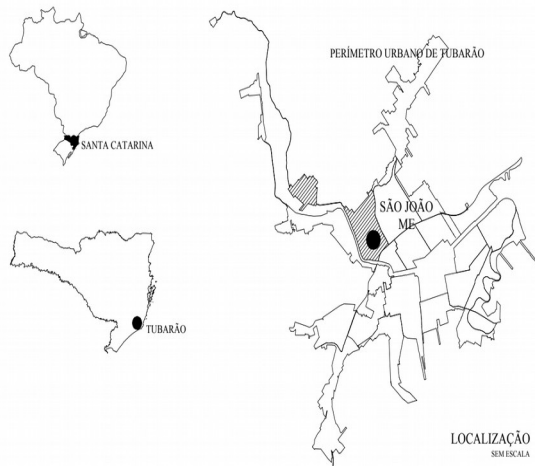 SANTA CATARINA
TUBARÃO
PERÍMETRO URBANO DE TUBARÃO
SÃO JOÃO
ME
LOCALIZAÇÃO
SEM ESCALA